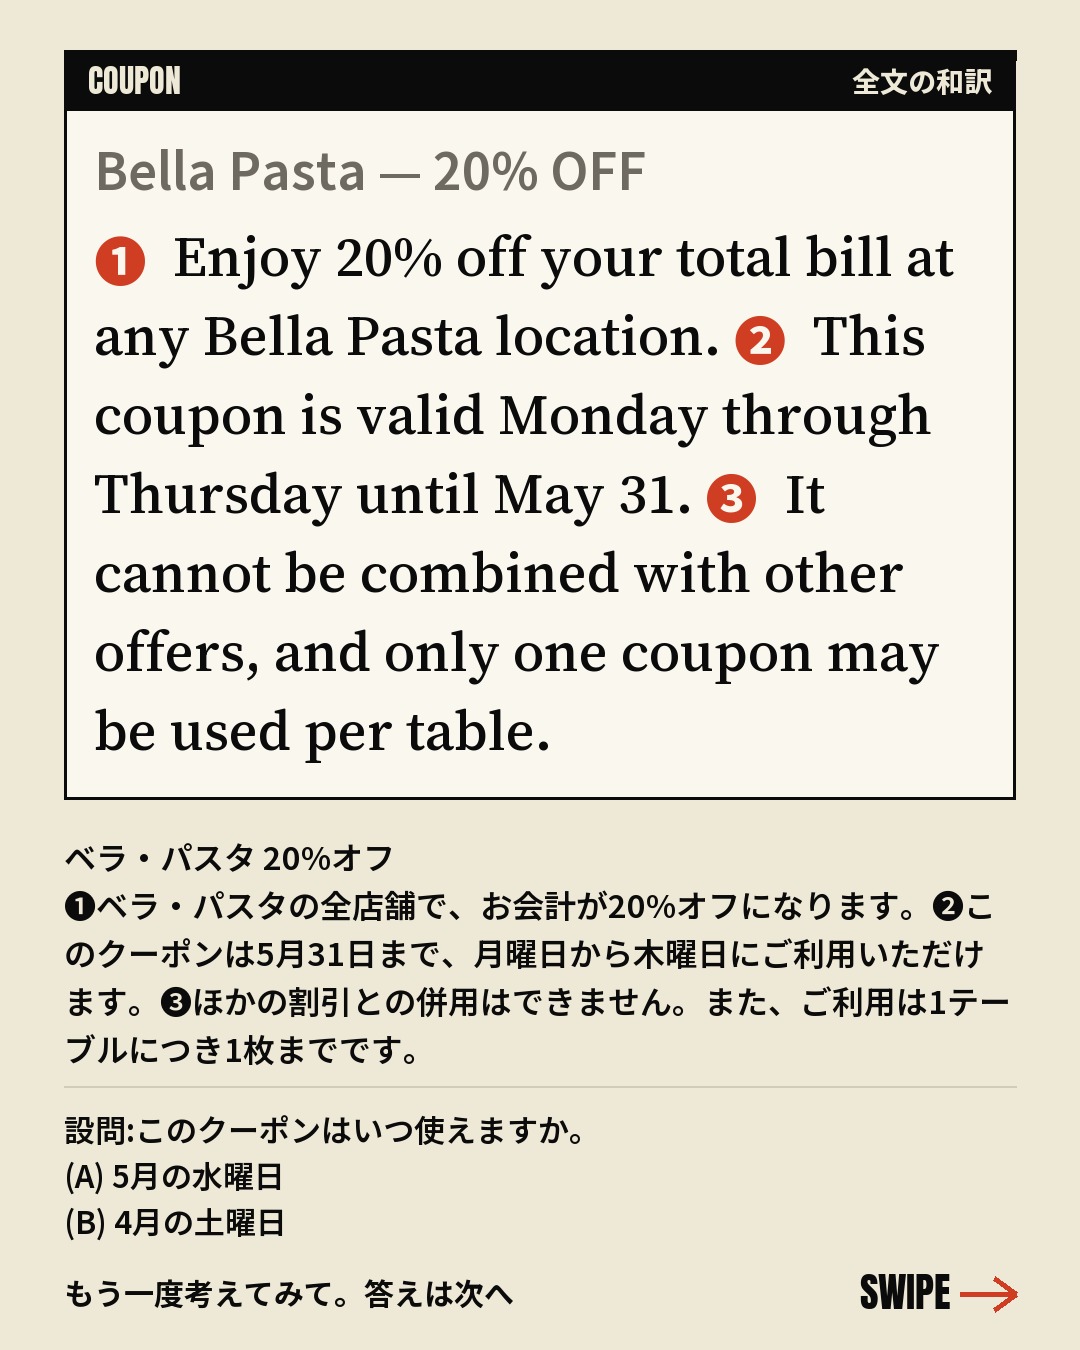 COUPON 全文の和訳
Bella Pasta — 20% OFF
❶ Enjoy 20% off your total bill at
any Bella Pasta location. ❷ This
coupon is valid Monday through
Thursday until May 31. ❸ It
cannot be combined with other
offers, and only one coupon may
be used per table.
ベラ・パスタ 20%オフ
❶ベラ・パスタの全店舗で、お会計が20%オフになります。❷こ
のクーポンは5月31日まで、月曜日から木曜日にご利用いただけ
ます。❸ほかの割引との併用はできません。また、ご利用は1テー
ブルにつき1枚までです。
設問:このクーポンはいつ使えますか。
(A) 5月の水曜日
(B) 4月の土曜日
もう一度考えてみて。答えは次へ SWIPE